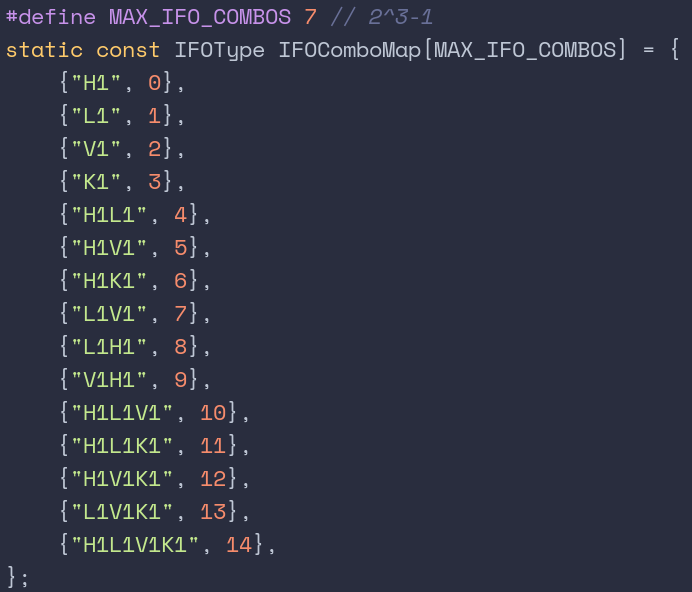 #define MAX_IFO_COMBOS 7 // 2^3-1
static const IFOType IFOComboMap[MAX_IFO_COMBOS] = {
    {"H1", 0},
    {"L1", 1},
    {"V1", 2},
    {"K1", 3},
    {"H1L1", 4},
    {"H1V1", 5},
    {"H1K1", 6},
    {"L1V1", 7},
    {"L1H1", 8},
    {"V1H1", 9},
    {"H1L1V1", 10},
    {"H1L1K1", 11},
    {"H1V1K1", 12},
    {"L1V1K1", 13},
    {"H1L1V1K1", 14},
};